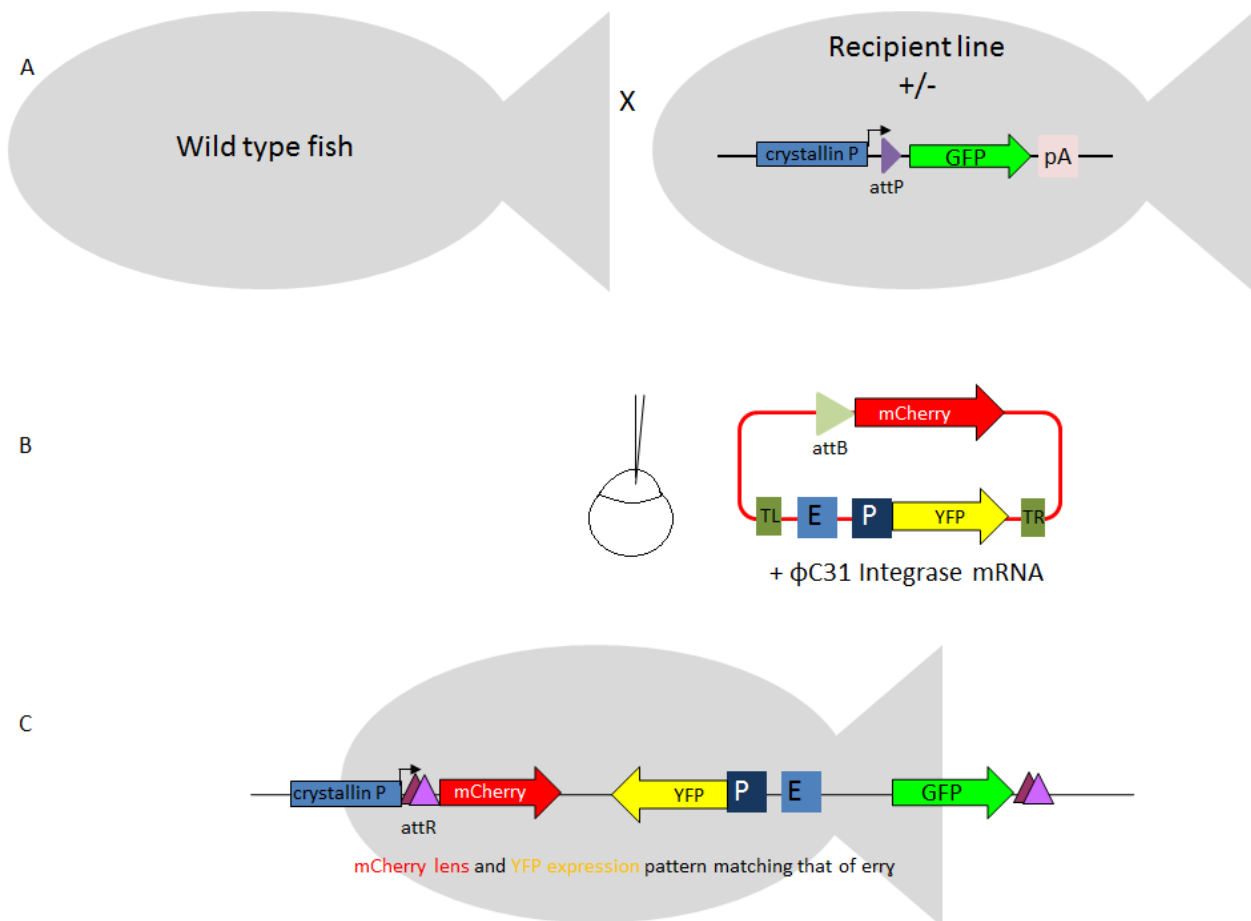 A
Wild type fish
X
Recipient line
+/-
crystallin P
GFP
pA
attP
B
mCherry
attB
TL
E
P
YFP
TR
+ ϕC31 Integrase mRNA
C
crystallin P
mCherry
YFP
P
E
GFP
attR
mCherry lens and YFP expression pattern matching that of errɣ